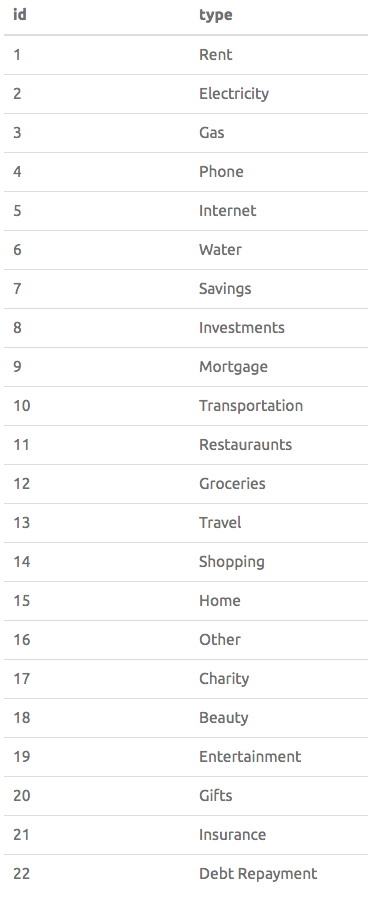 id type
1 Rent
2 Electricity
3 Gas
4 Phone
5 Internet
6 Water
7 Savings
8 Investments
9 Mortgage
10 Transportation
11 Restauraunts
12 Groceries
13 Travel
14 Shopping
15 Home
16 Other
17 Charity
18 Beauty
19 Entertainment
20 Gifts
21 Insurance
22 Debt Repayment